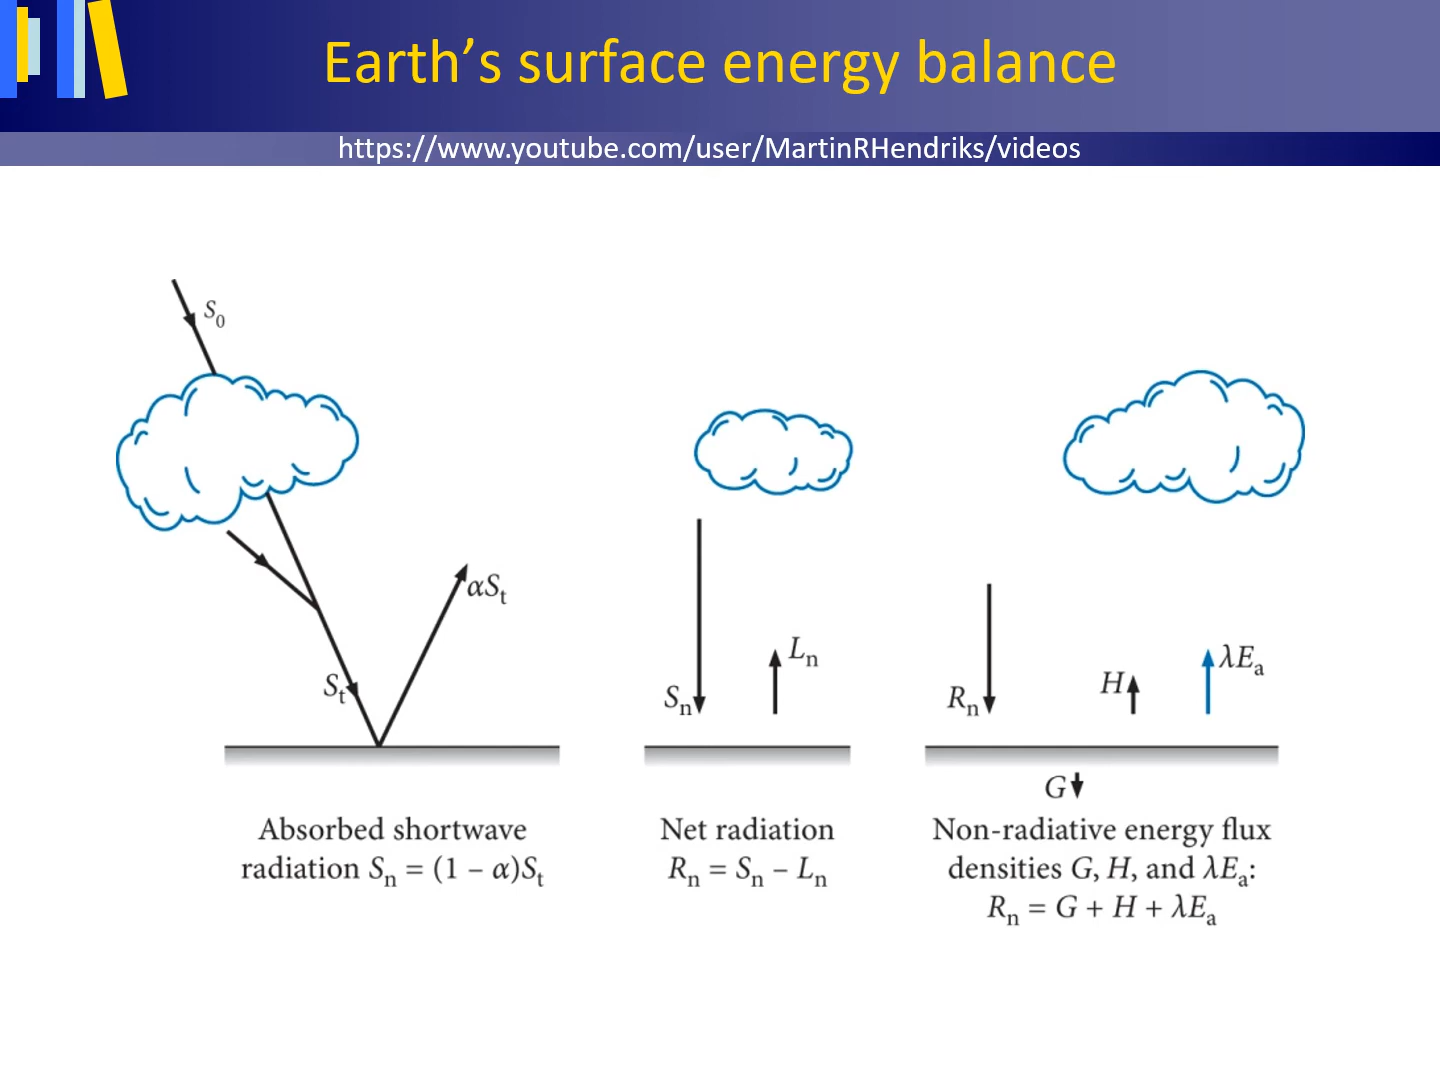 Earth’s surface energy balance
https://www.youtube.com/user/MartinRHendriks/videos
S₀
αSₜ
Sₜ
Absorbed shortwave
radiation Sₙ = (1 − α)Sₜ
Lₙ
Sₙ
Net radiation
Rₙ = Sₙ − Lₙ
λEₐ
H
Rₙ
G
Non-radiative energy flux
densities G, H, and λEₐ:
Rₙ = G + H + λEₐ